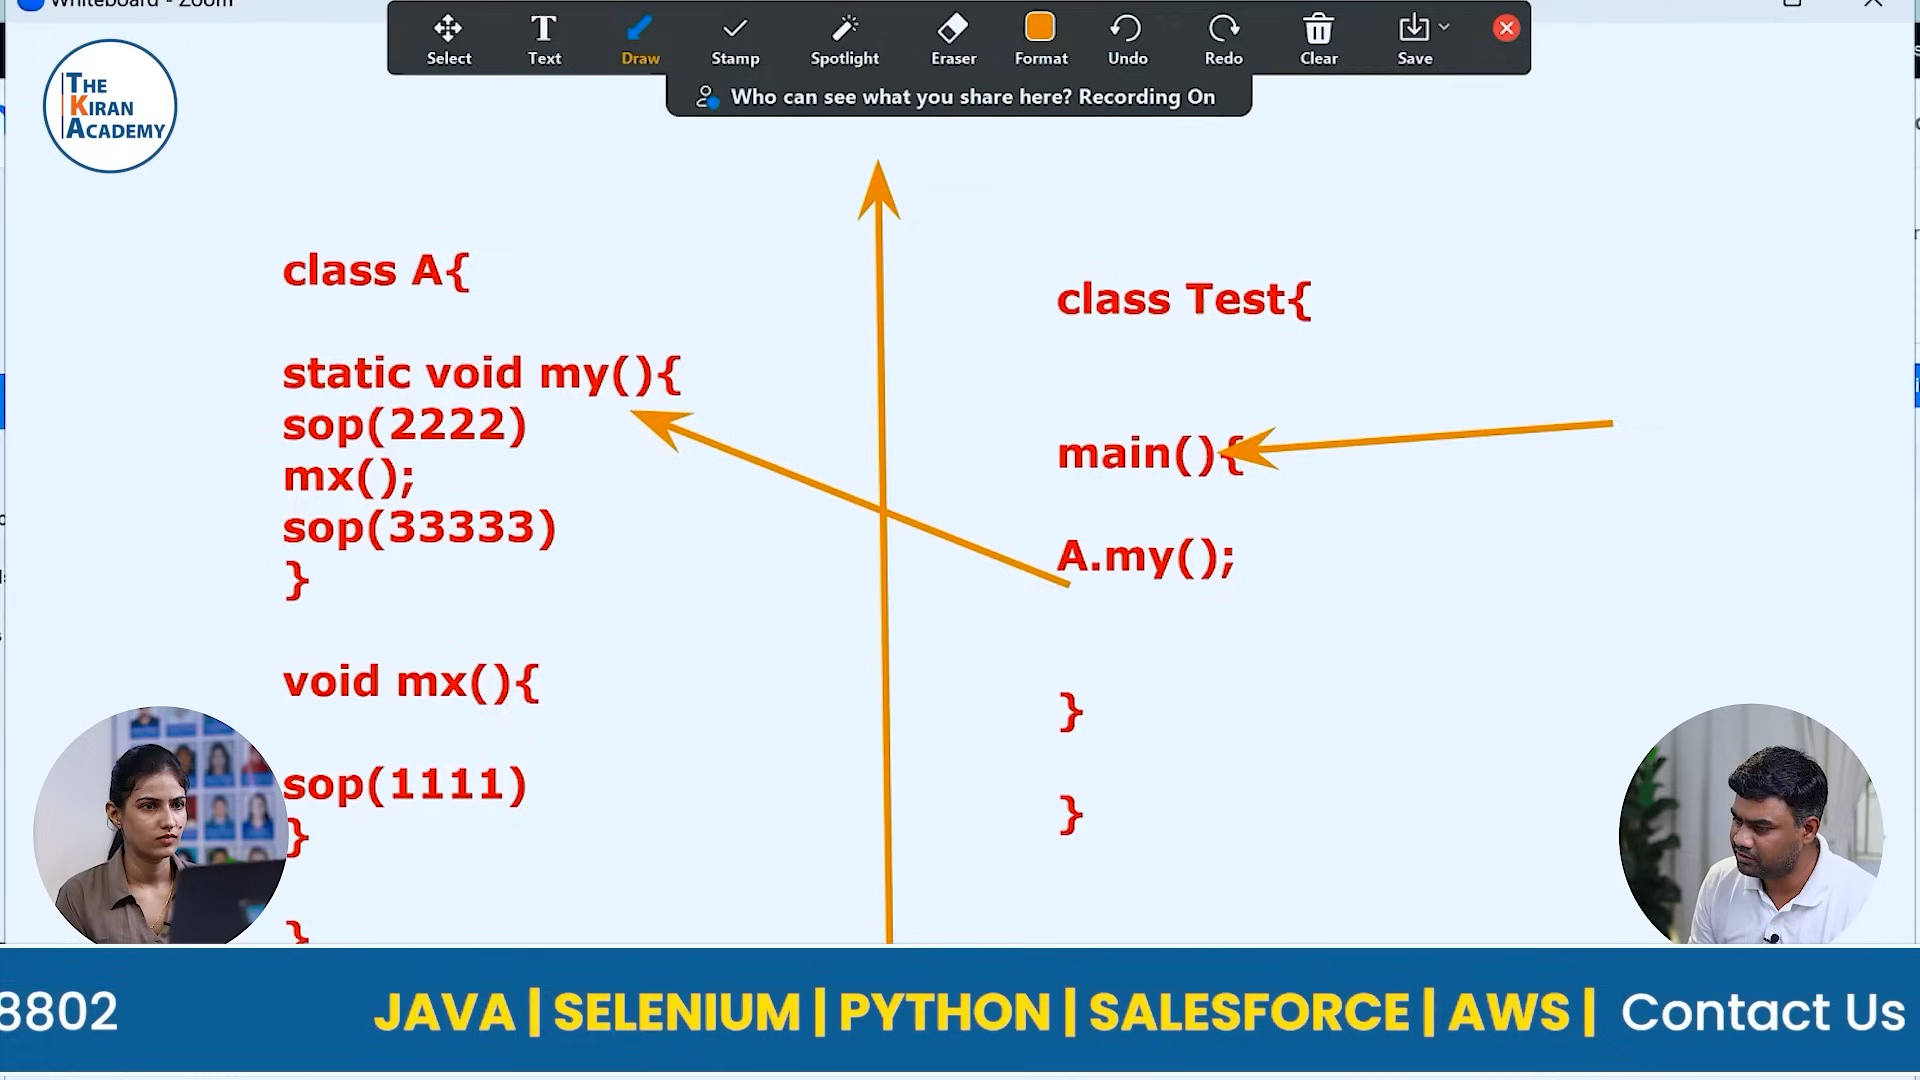 Whiteboard - Zoom
Select
Text
Draw
Stamp
Spotlight
Eraser
Format
Undo
Redo
Clear
Save
Who can see what you share here? Recording On
THE
KIRAN
ACADEMY
class A{
static void my(){
sop(2222)
mx();
sop(33333)
}
void mx(){
sop(1111)
}
}
class Test{
main(){
A.my();
}
}
8802
JAVA | SELENIUM | PYTHON | SALESFORCE | AWS | Contact Us